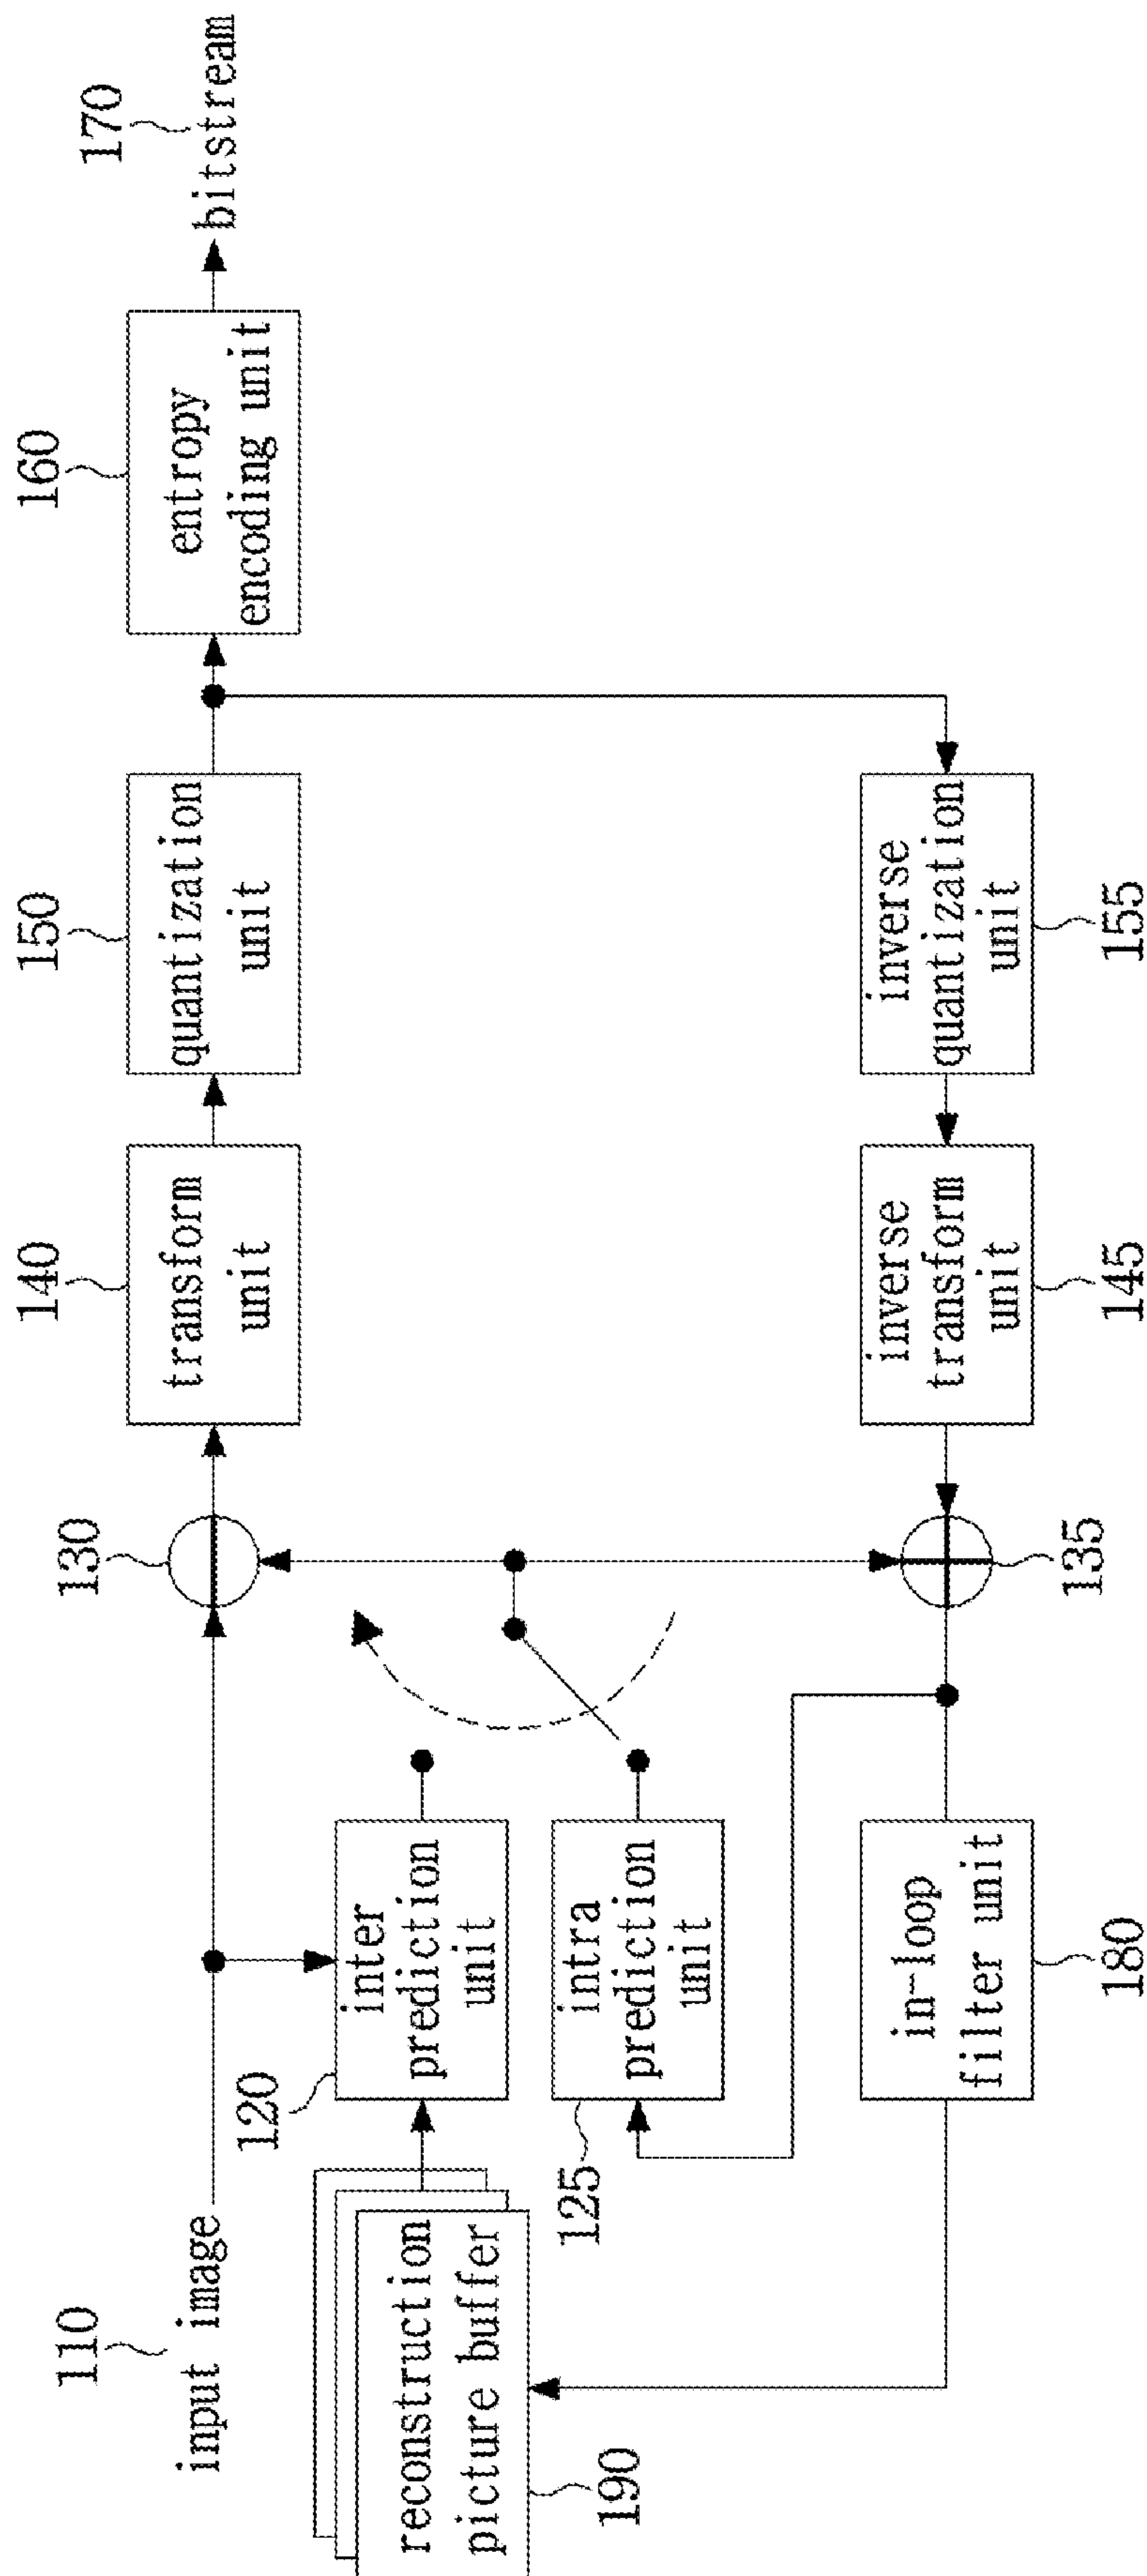 110
input image
130
140
transform
unit
150
quantization
unit
160
entropy
encoding unit
170
bitstream
120
inter
prediction
unit
reconstruction
picture buffer
190
125
intra
prediction
unit
in-loop
filter unit
180
135
inverse
transform
unit
145
inverse
quantization
unit
155